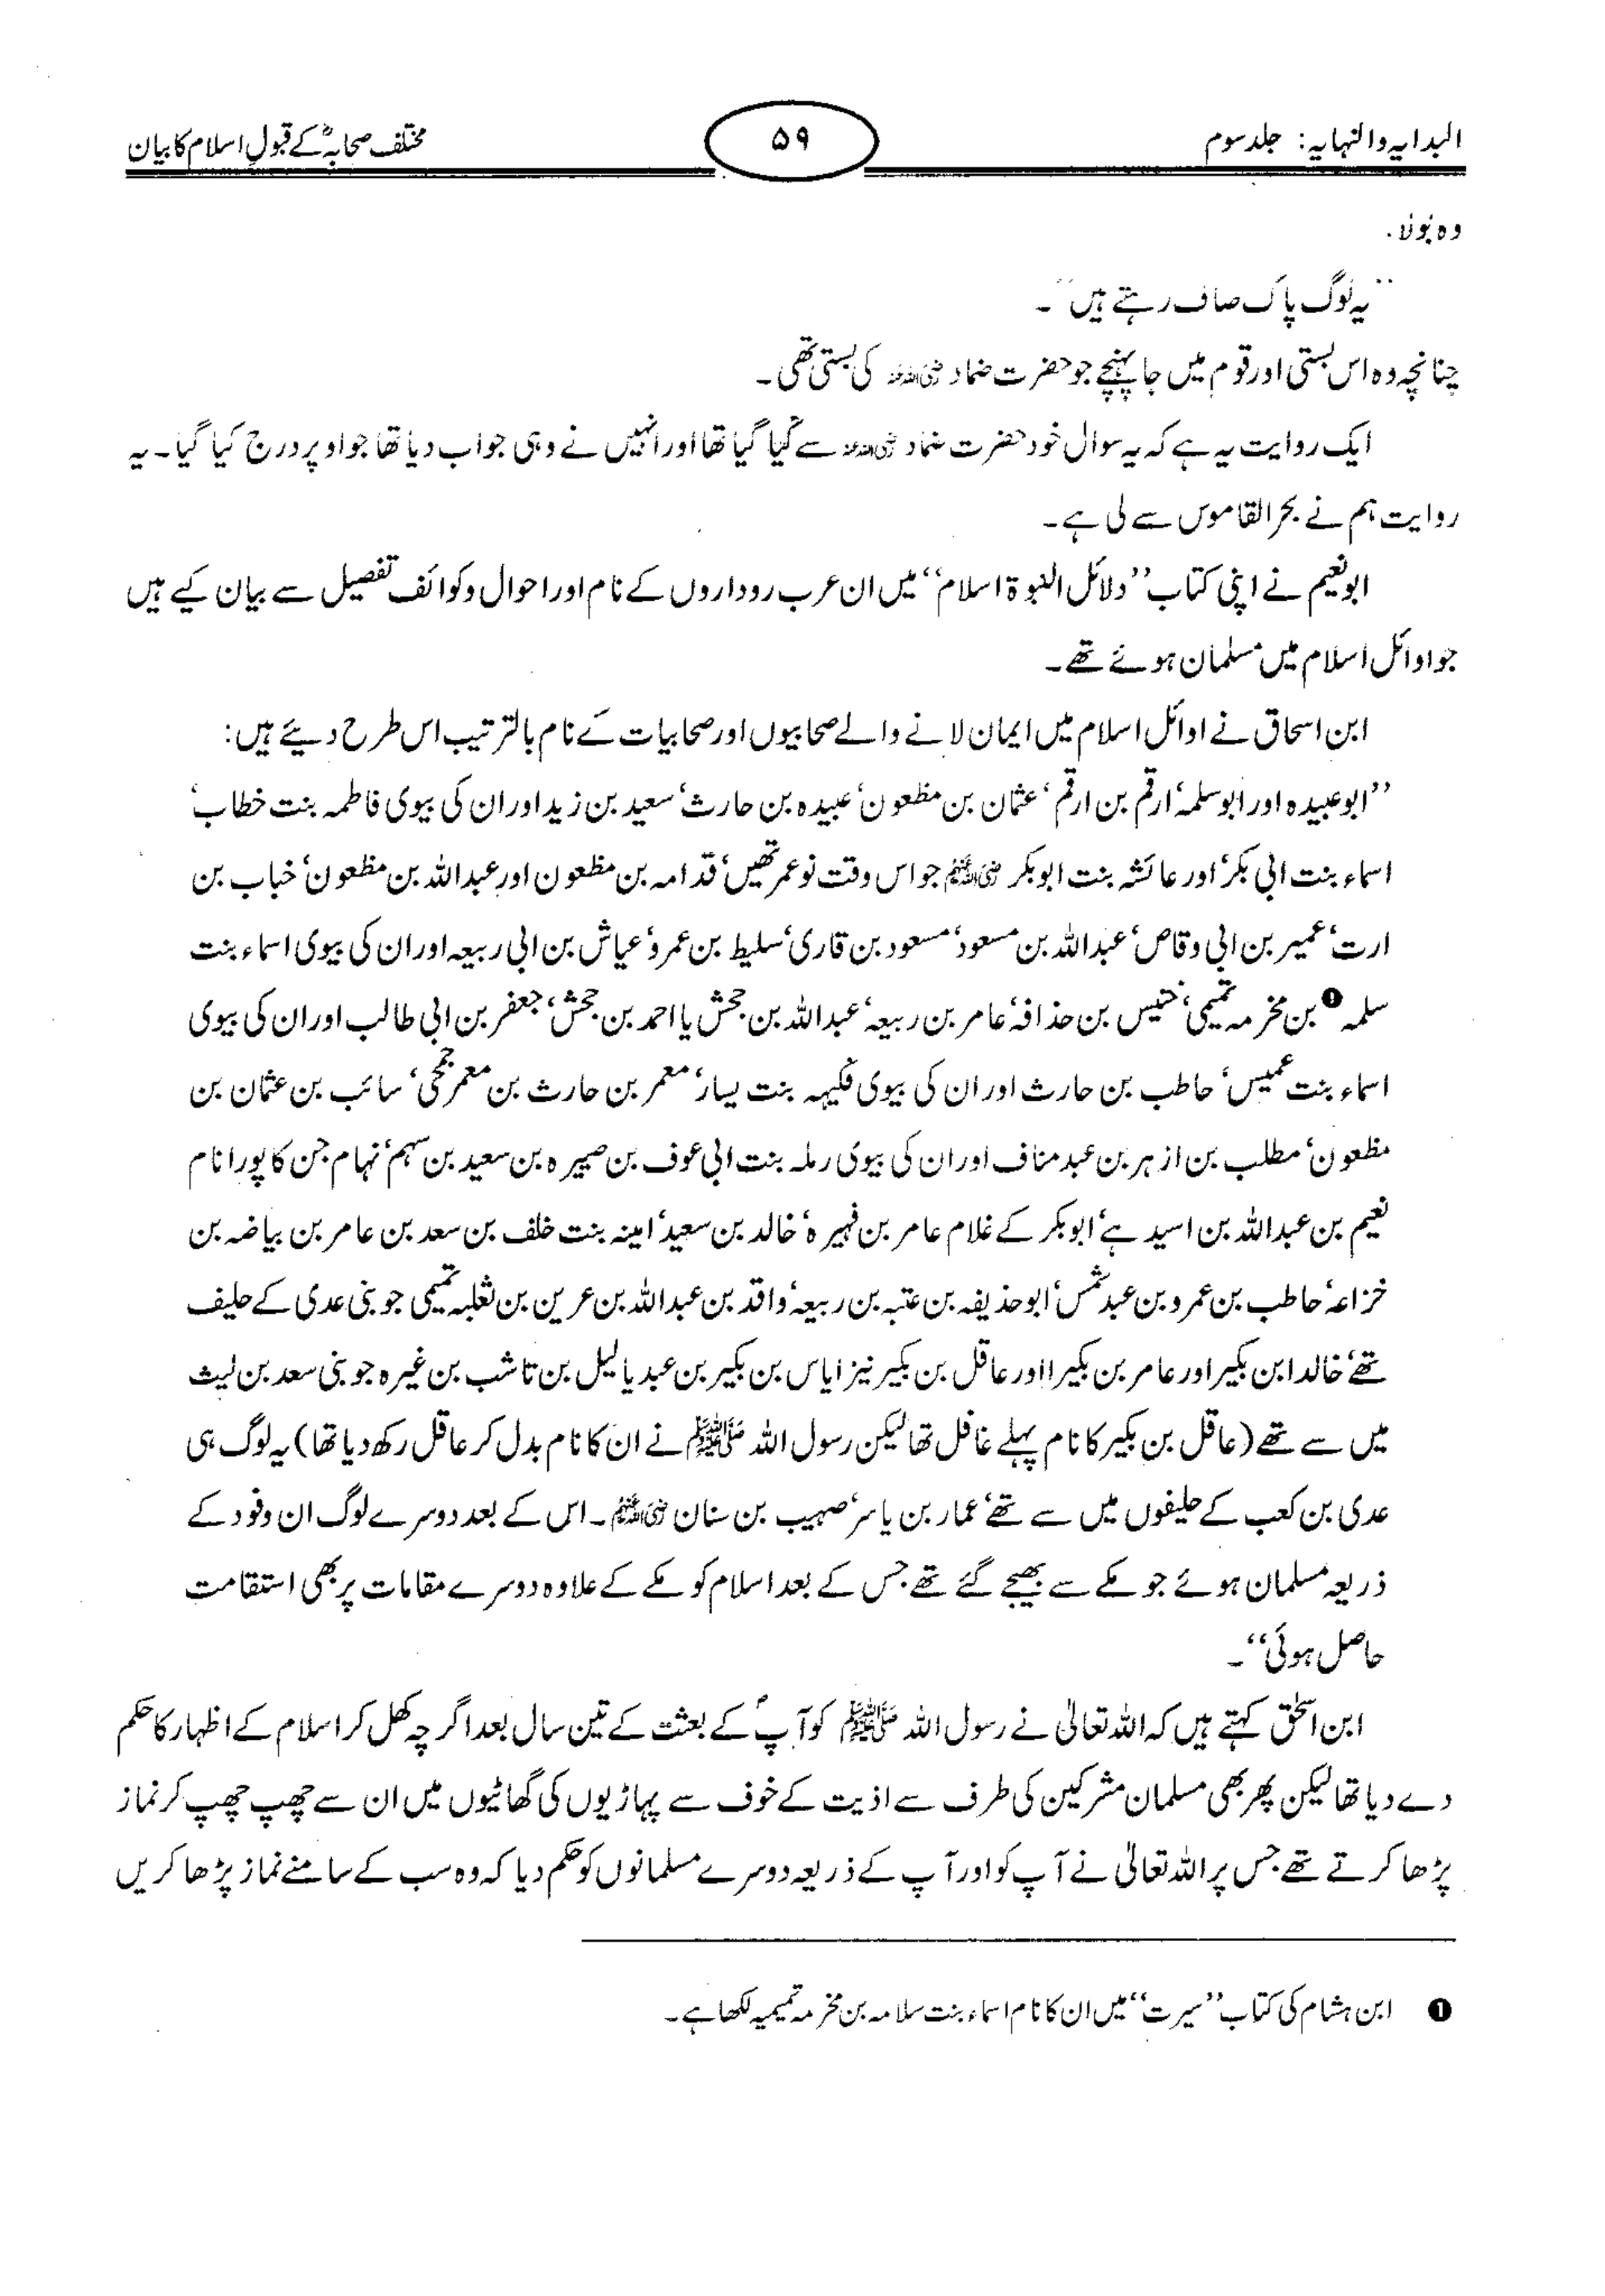 البدایہ والنہایہ: جلد سوم
۵۹
مختلف صحابہؓ کے قبولِ اسلام کا بیان
وہ بولا.
’’یہ لوگ پاک صاف رہتے ہیں‘‘۔
چنانچہ وہ اس بستی اور قوم میں جا پہنچے جو حضرت ضماد رضی اللہ عنہ کی بستی تھی۔
ایک روایت یہ ہے کہ یہ سوال خود حضرت ضماد رضی اللہ عنہ سے کیا گیا تھا اور انہیں نے وہی جواب دیا تھا جو اوپر درج کیا گیا۔ یہ
روایت ہم نے بحر القاموس سے لی ہے۔
ابونعیم نے اپنی کتاب ’’دلائل النبوۃ اسلام‘‘ میں ان عرب روداروں کے نام اور احوال وکوائف تفصیل سے بیان کیے ہیں
جو اوائل اسلام میں مسلمان ہوئے تھے۔
ابن اسحاق نے اوائل اسلام میں ایمان لانے والے صحابیوں اور صحابیات کے نام بالترتیب اس طرح دیئے ہیں:
’’ابوعبیدہ اور ابوسلمہ‘ ارقم بن ارقم‘ عثمان بن مظعون‘ عبیدہ بن حارث‘ سعید بن زید اور ان کی بیوی فاطمہ بنت خطاب‘
اسماء بنت ابی بکر‘ اور عائشہ بنت ابوبکر رضی اللہ عنہم جو اس وقت نوعمر تھیں‘ قدامہ بن مظعون اور عبداللہ بن مظعون‘ خباب بن
ارت‘ عمیر بن ابی وقاص‘ عبداللہ بن مسعود‘ مسعود بن قاری‘ سلیط بن عمرو‘ عیاش بن ابی ربیعہ اور ان کی بیوی اسماء بنت
سلمہ ❶ بن مخرمہ تمیمی‘ خنیس بن حذافہ‘ عامر بن ربیعہ‘ عبداللہ بن جحش یا احمد بن جحش‘ جعفر بن ابی طالب اور ان کی بیوی
اسماء بنت عمیس‘ حاطب بن حارث اور ان کی بیوی فکیہہ بنت یسار‘ معمر بن حارث بن معمر جمحی‘ سائب بن عثمان بن
مظعون‘ مطلب بن ازہر بن عبد مناف اور ان کی بیوی رملہ بنت ابی عوف بن صبیرہ بن سعید بن سہم‘ نہام جن کا پورا نام
نعیم بن عبداللہ بن اسید ہے‘ ابوبکر کے غلام عامر بن فہیرہ‘ خالد بن سعید‘ امینہ بنت خلف بن سعد بن عامر بن بیاضہ بن
خزاعہ‘ حاطب بن عمرو بن عبد شمس‘ ابوحذیفہ بن عتبہ بن ربیعہ‘ واقد بن عبداللہ بن عرین بن ثعلبہ تمیمی جو بنی عدی کے حلیف
تھے‘ خالد ابن بکیر اور عامر بن بکیر ااور عاقل بن بکیر نیز ایاس بن بکیر بن عبد یالیل بن تاشب بن غیرہ جو بنی سعد بن لیث
میں سے تھے (عاقل بن بکیر کا نام پہلے غافل تھا لیکن رسول اللہ ﷺ نے ان کا نام بدل کر عاقل رکھ دیا تھا) یہ لوگ ہی
عدی بن کعب کے حلیفوں میں سے تھے‘ عمار بن یاسر‘ صہیب بن سنان رضی اللہ عنہم۔ اس کے بعد دوسرے لوگ ان وفود کے
ذریعہ مسلمان ہوئے جو مکے سے بھیجے گئے تھے جس کے بعد اسلام کو مکے کے علاوہ دوسرے مقامات پر بھی استقامت
حاصل ہوئی‘‘۔
ابن اسحٰق کہتے ہیں کہ اللہ تعالیٰ نے رسول اللہ ﷺ کو آپؐ کے بعثت کے تین سال بعد اگرچہ کھل کر اسلام کے اظہار کا حکم
دے دیا تھا لیکن پھر بھی مسلمان مشرکین کی طرف سے اذیت کے خوف سے پہاڑیوں کی گھاٹیوں میں ان سے چھپ چھپ کر نماز
پڑھا کرتے تھے جس پر اللہ تعالیٰ نے آپ کو اور آپ کے ذریعہ دوسرے مسلمانوں کو حکم دیا کہ وہ سب کے سامنے نماز پڑھا کریں
❶ ابن ہشام کی کتاب ’’سیرت‘‘ میں ان کا نام اسماء بنت سلامہ بن مخرمہ تمیمیہ لکھا ہے۔